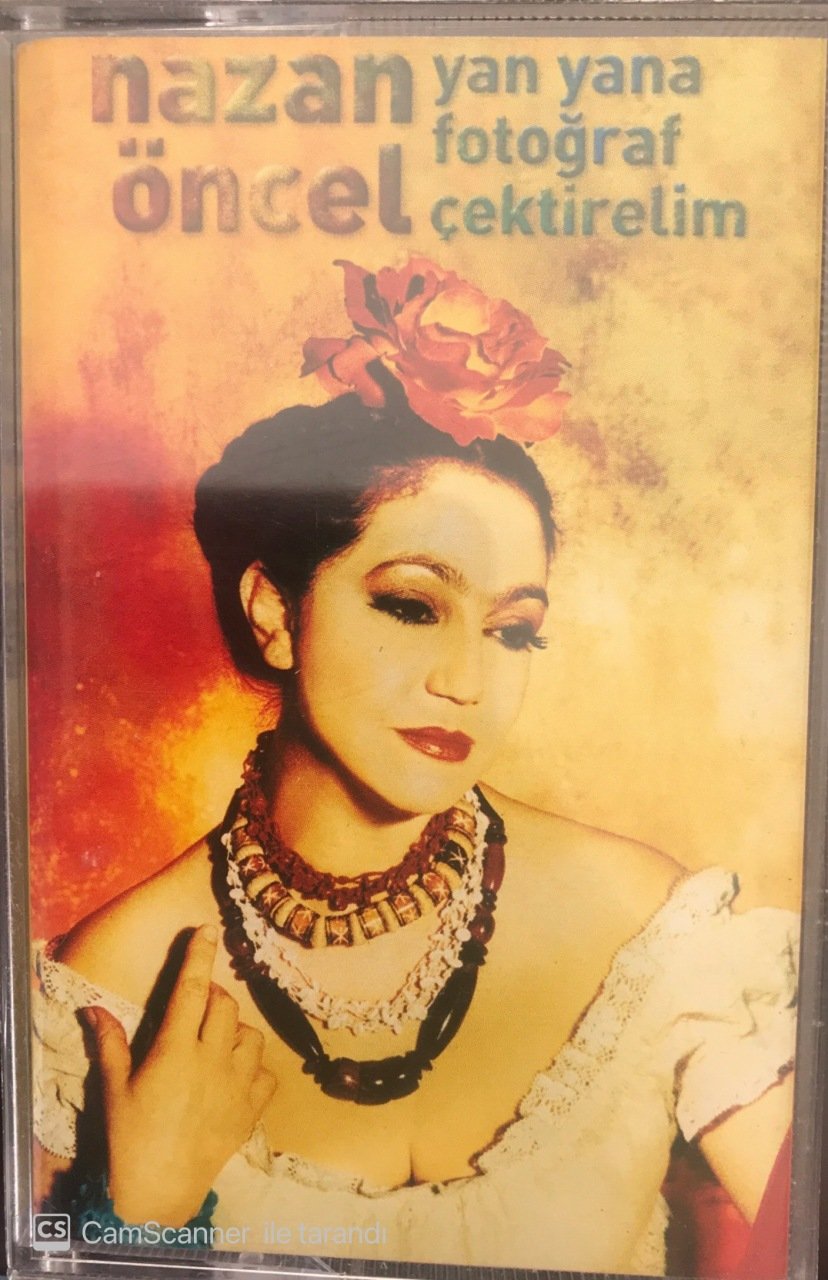 nazan
öncel
yan yana
fotoğraf
çektirelim
CS CamScanner ile tarandı